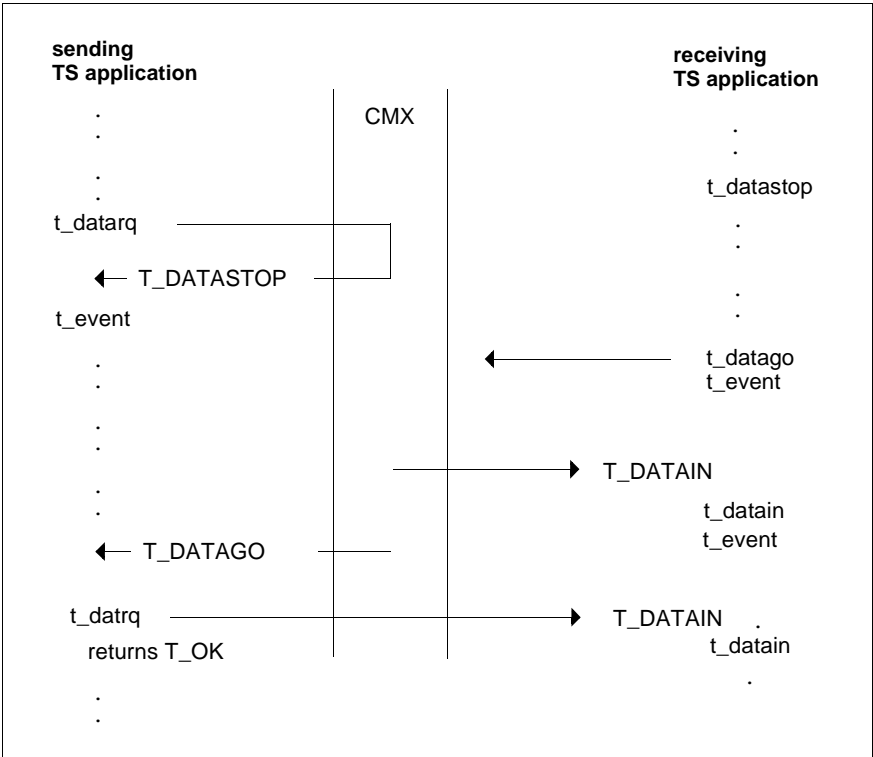 sending
TS application
receiving
TS application
CMX
t_datastop
t_datarq
T_DATASTOP
t_event
t_datago
t_event
T_DATAIN
t_datain
t_event
T_DATAGO
t_datrq
T_DATAIN
returns T_OK
t_datain